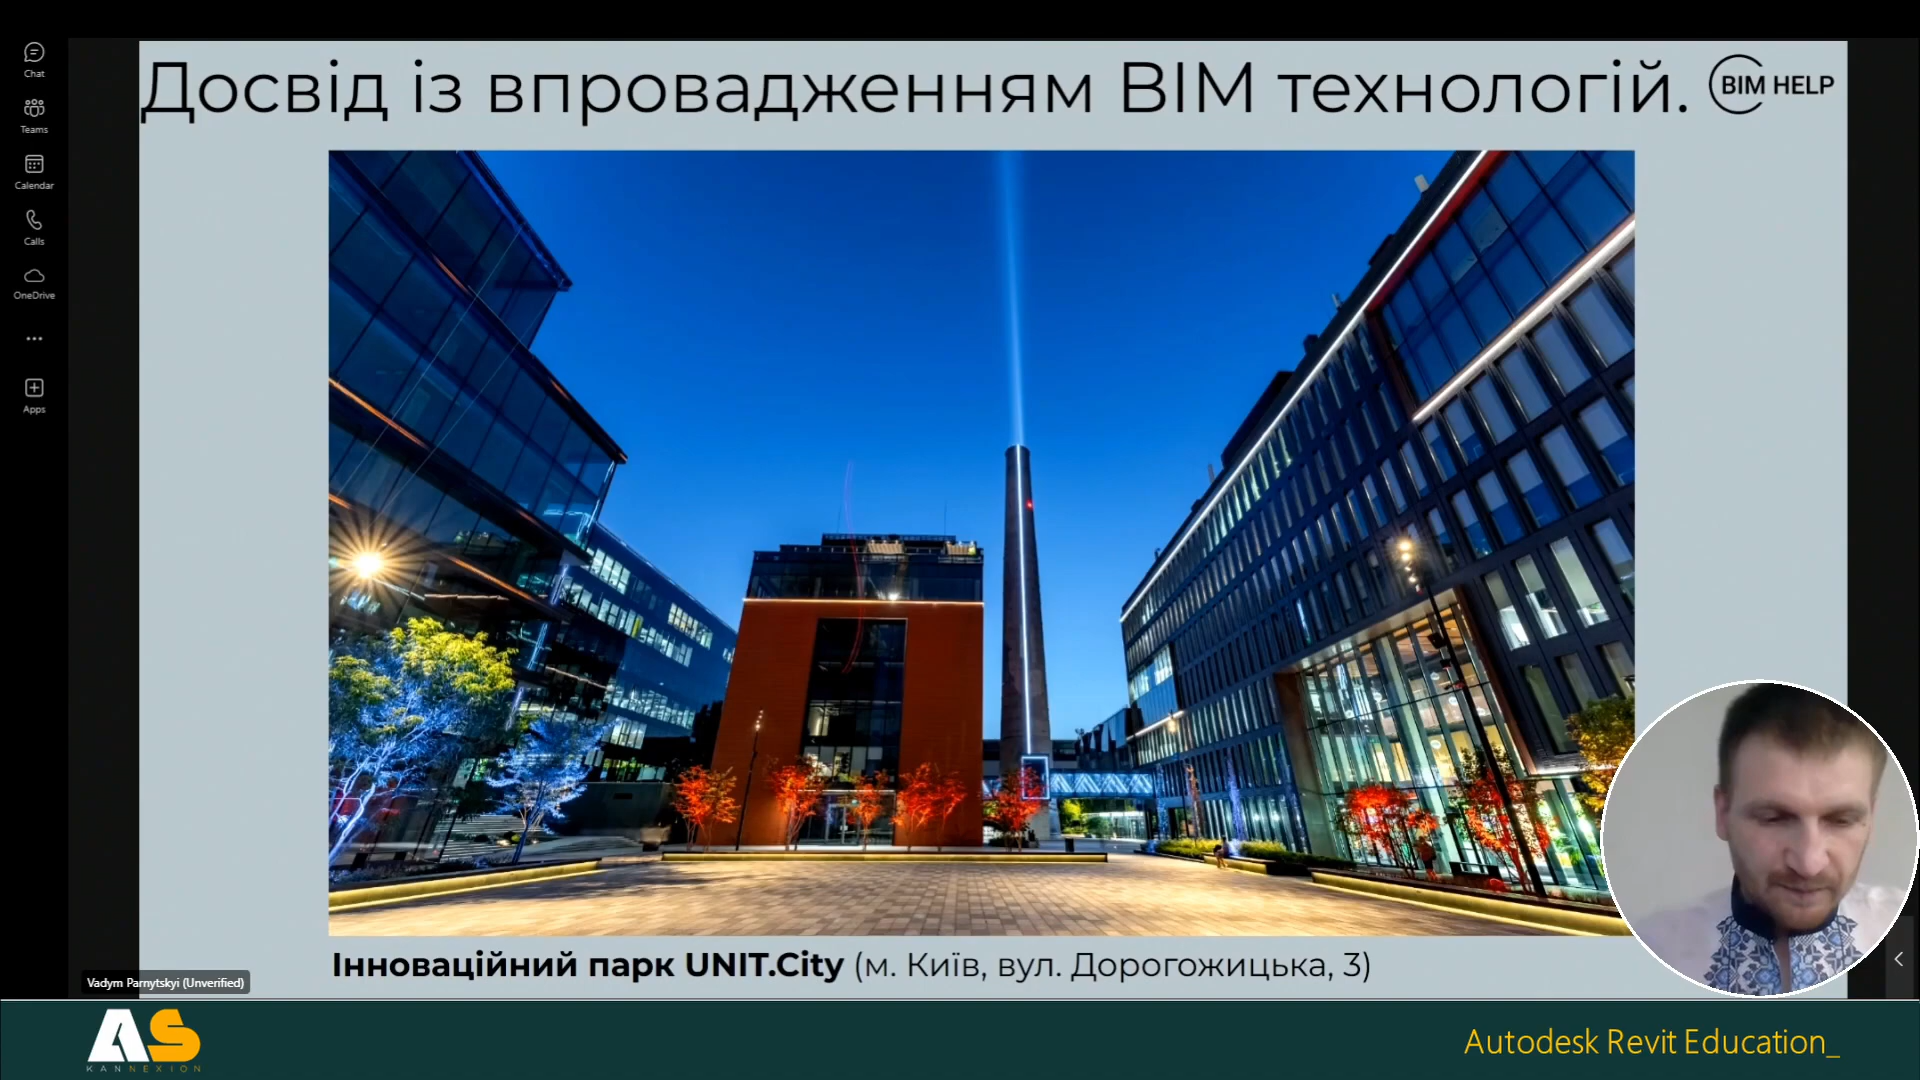 Chat
Teams
Calendar
Calls
OneDrive
Apps
Досвід із впровадженням BIM технологій.
BIM HELP
Інноваційний парк UNIT.City (м. Київ, вул. Дорогожицька, 3)
Vadym Parnytskyi (Unverified)
AS
KANNEXION
Autodesk Revit Education_